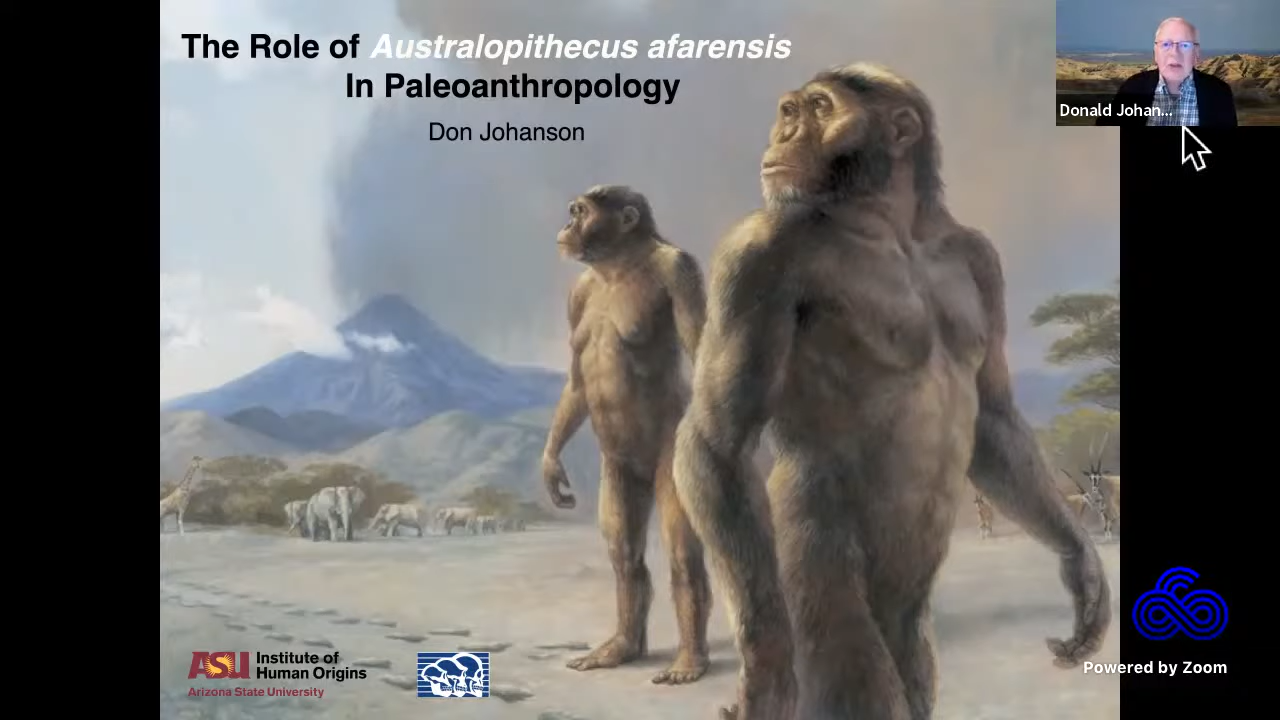 The Role of Australopithecus afarensis
In Paleoanthropology
Don Johanson
Donald Johan...
ASU Institute of
Human Origins
Arizona State University
Powered by Zoom